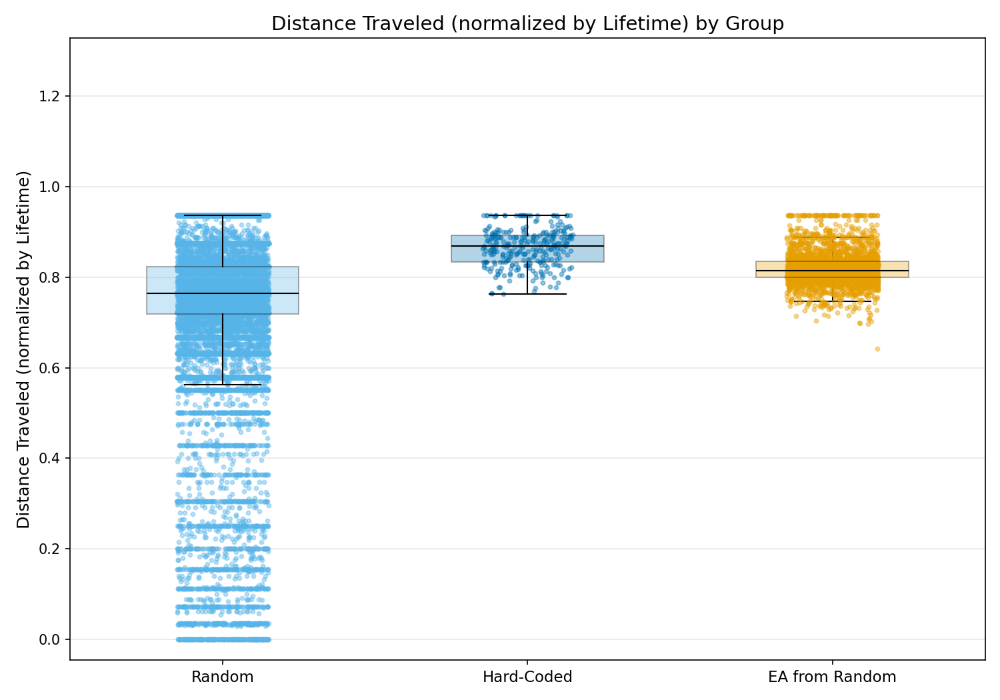 Distance Traveled (normalized by Lifetime) by Group
Distance Traveled (normalized by Lifetime)
1.2
1.0
0.8
0.6
0.4
0.2
0.0
Random
Hard-Coded
EA from Random